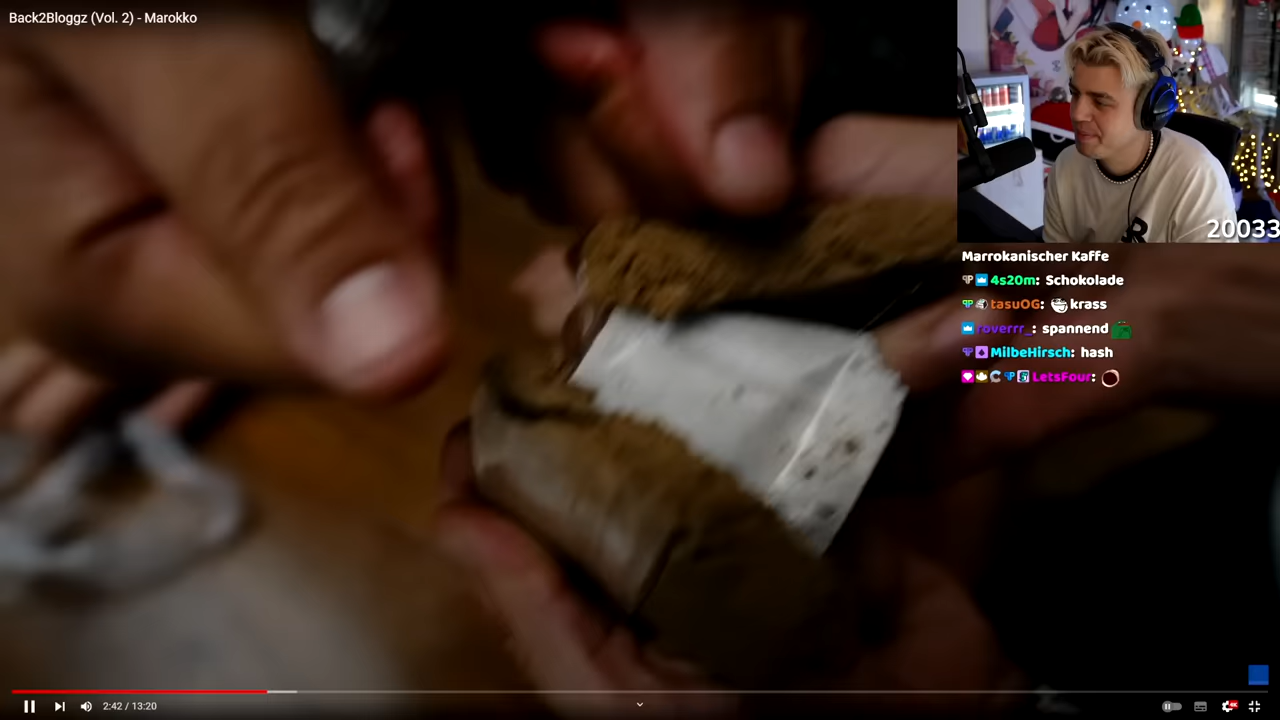 Back2Bloggz (Vol. 2) - Marokko
20033
Marrokanischer Kaffe
4s20m: Schokolade
tasuOG: krass
roverrr_: spannend
MilbeHirsch: hash
LetsFour:
2:42 / 13:20